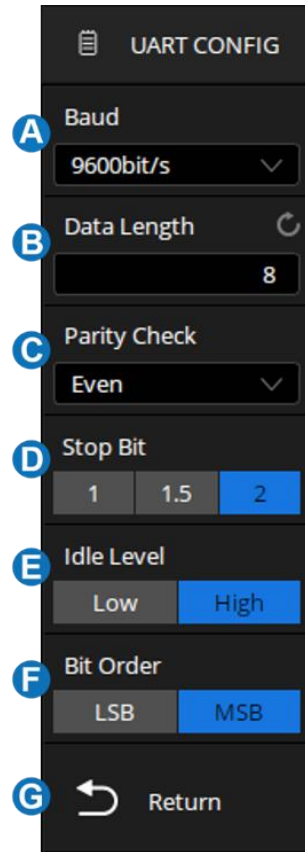 UART CONFIG
A Baud
9600bit/s
B Data Length
8
C Parity Check
Even
D Stop Bit
1 1.5 2
E Idle Level
Low High
F Bit Order
LSB MSB
G Return